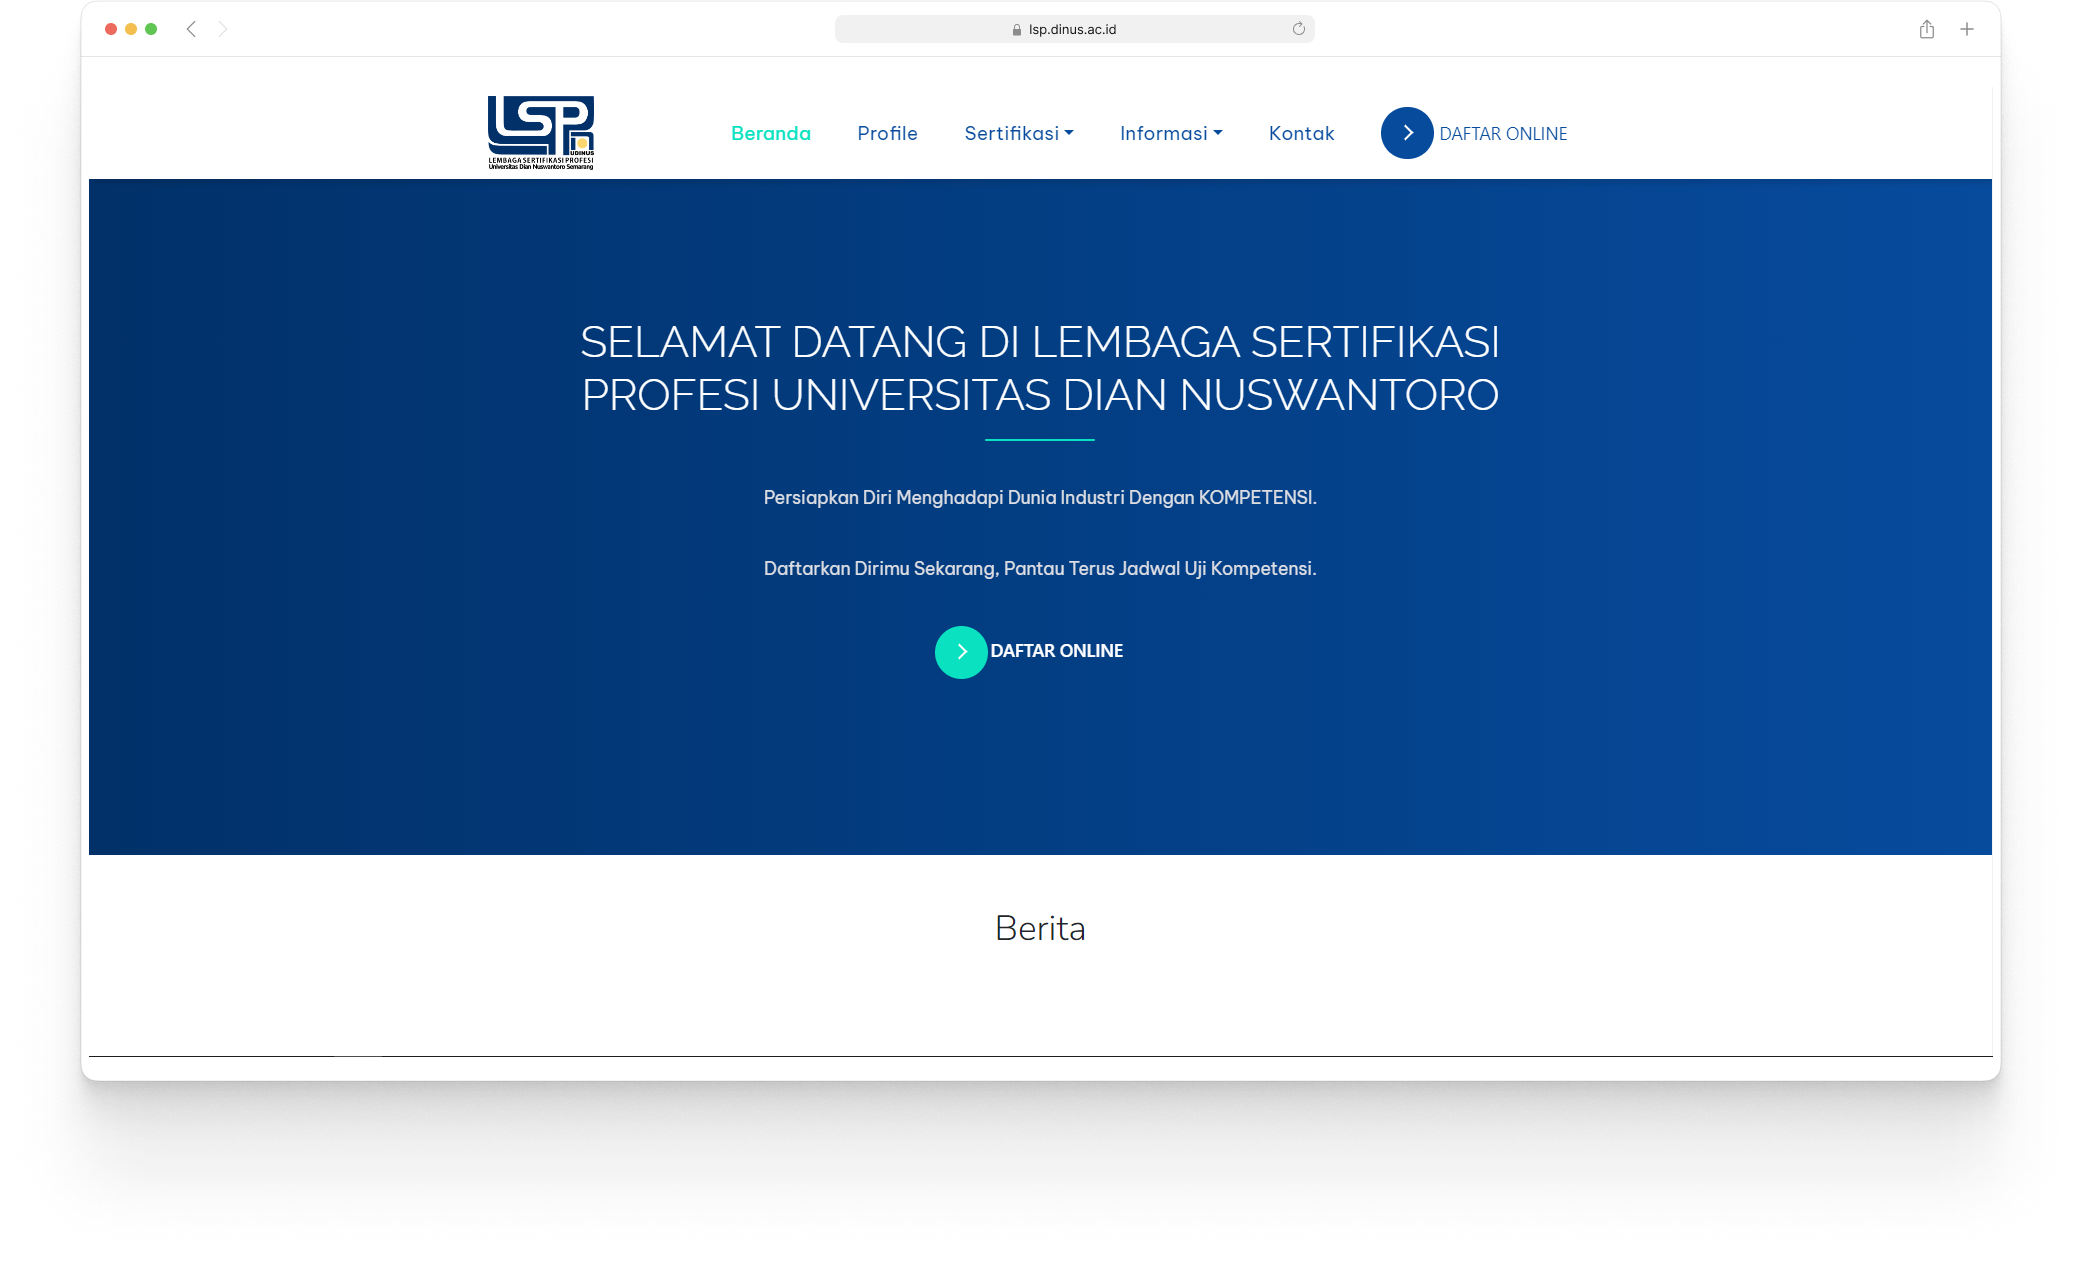 lsp.dinus.ac.id
LSP
UDINUS
LEMBAGA SERTIFIKASI PROFESI
Universitas Dian Nuswantoro Semarang
Beranda
Profile
Sertifikasi
Informasi
Kontak
DAFTAR ONLINE
SELAMAT DATANG DI LEMBAGA SERTIFIKASI
PROFESI UNIVERSITAS DIAN NUSWANTORO
Persiapkan Diri Menghadapi Dunia Industri Dengan KOMPETENSI.
Daftarkan Dirimu Sekarang, Pantau Terus Jadwal Uji Kompetensi.
DAFTAR ONLINE
Berita